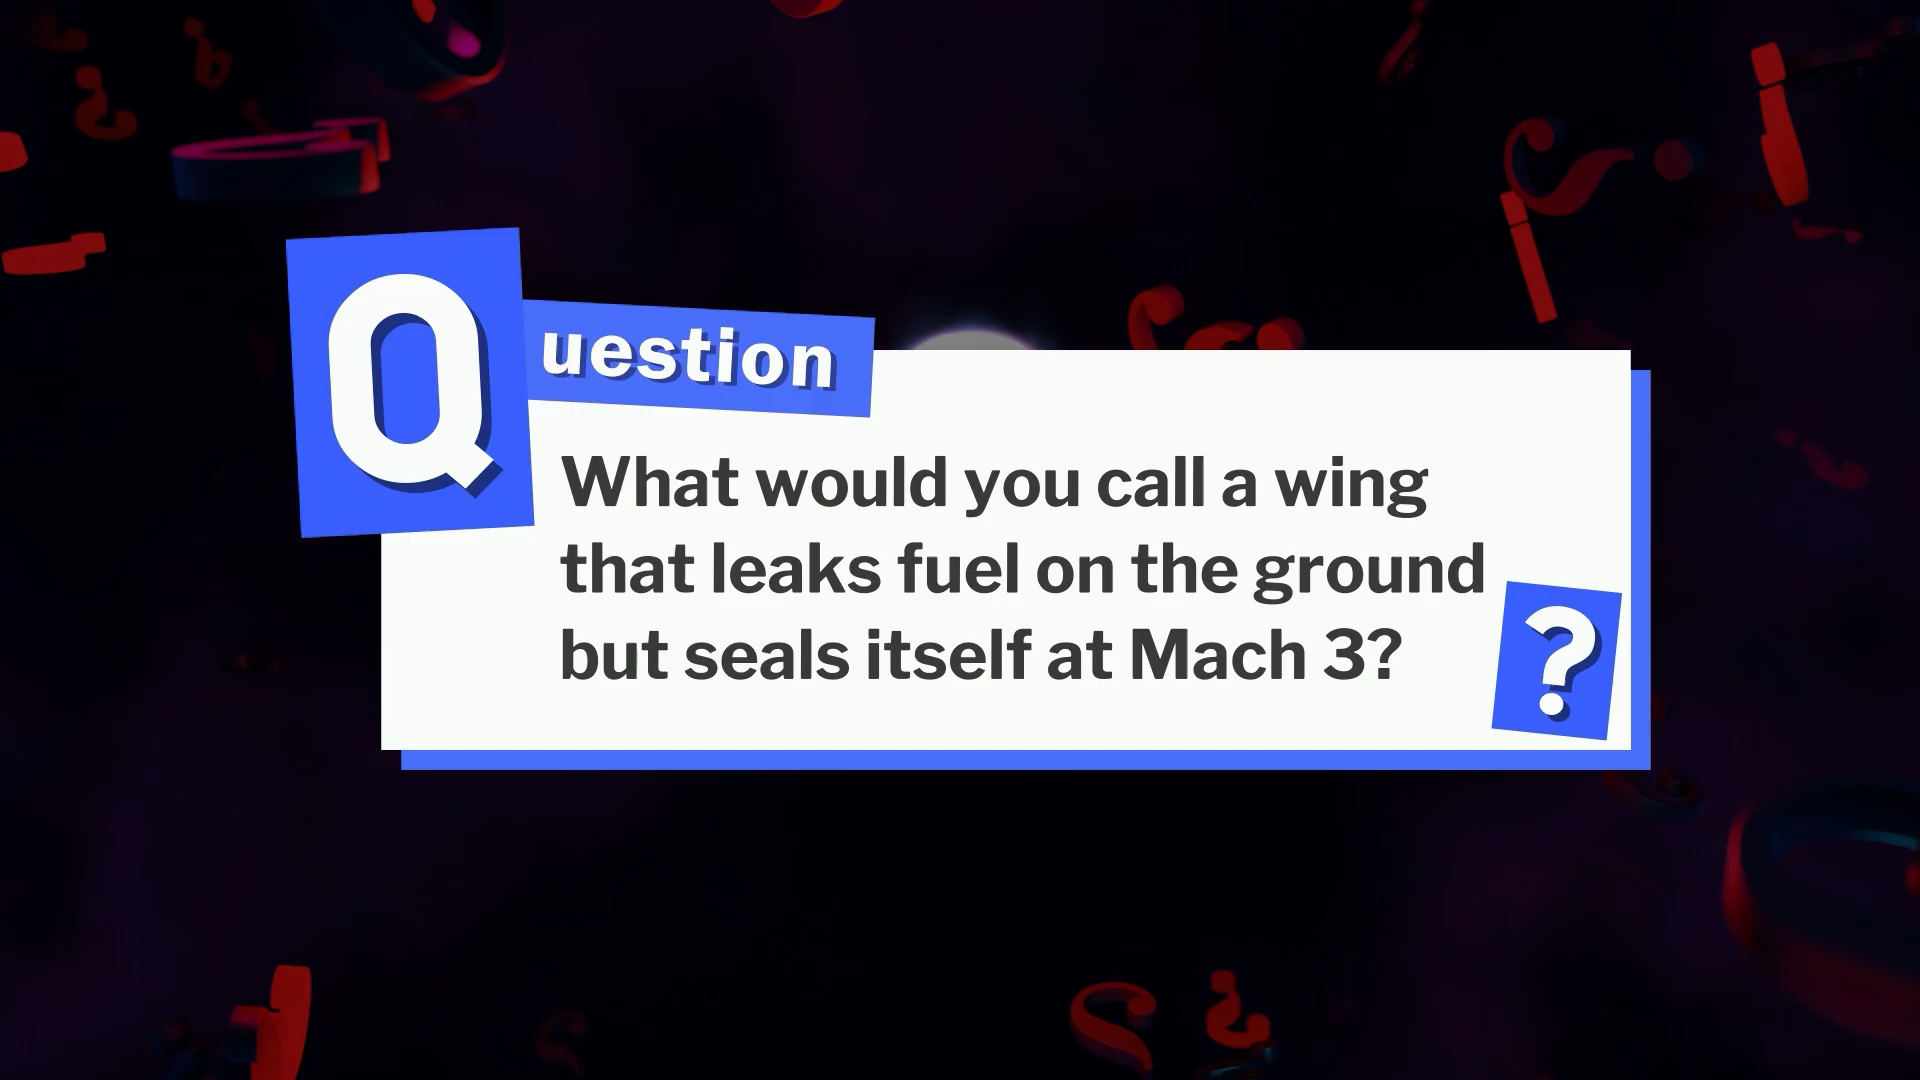 Question
What would you call a wing
that leaks fuel on the ground
but seals itself at Mach 3?
?